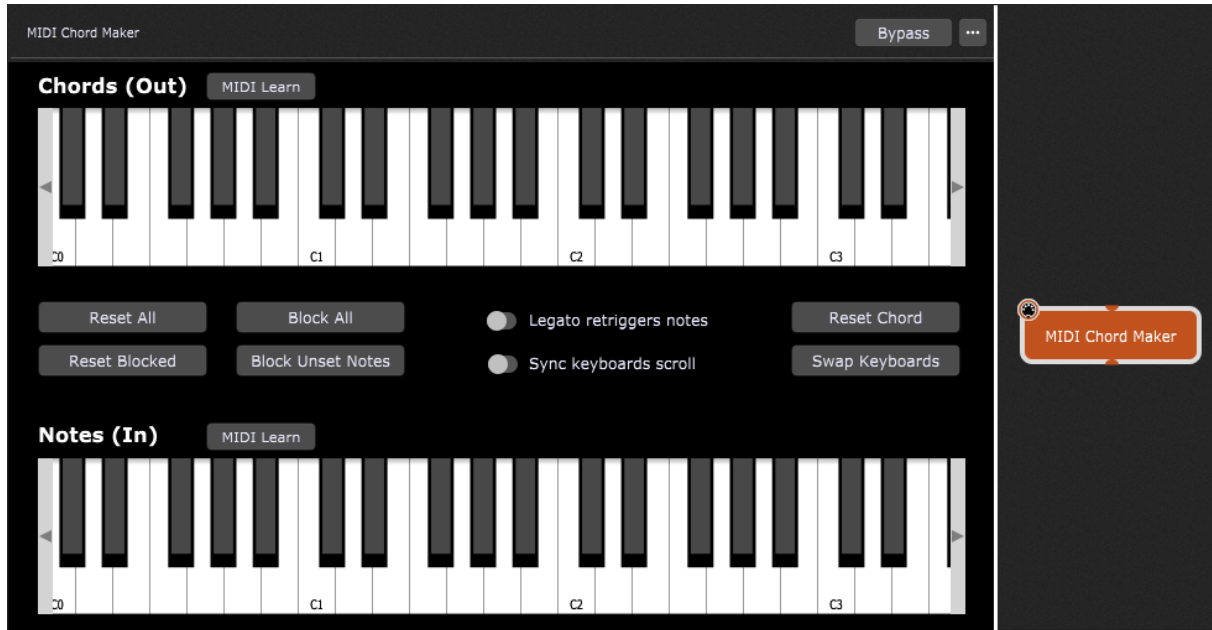 MIDI Chord Maker
Bypass
Chords (Out)
MIDI Learn
C0
C1
C2
C3
Reset All
Block All
Legato retriggers notes
Reset Chord
MIDI Chord Maker
Reset Blocked
Block Unset Notes
Sync keyboards scroll
Swap Keyboards
Notes (In)
MIDI Learn
C0
C1
C2
C3